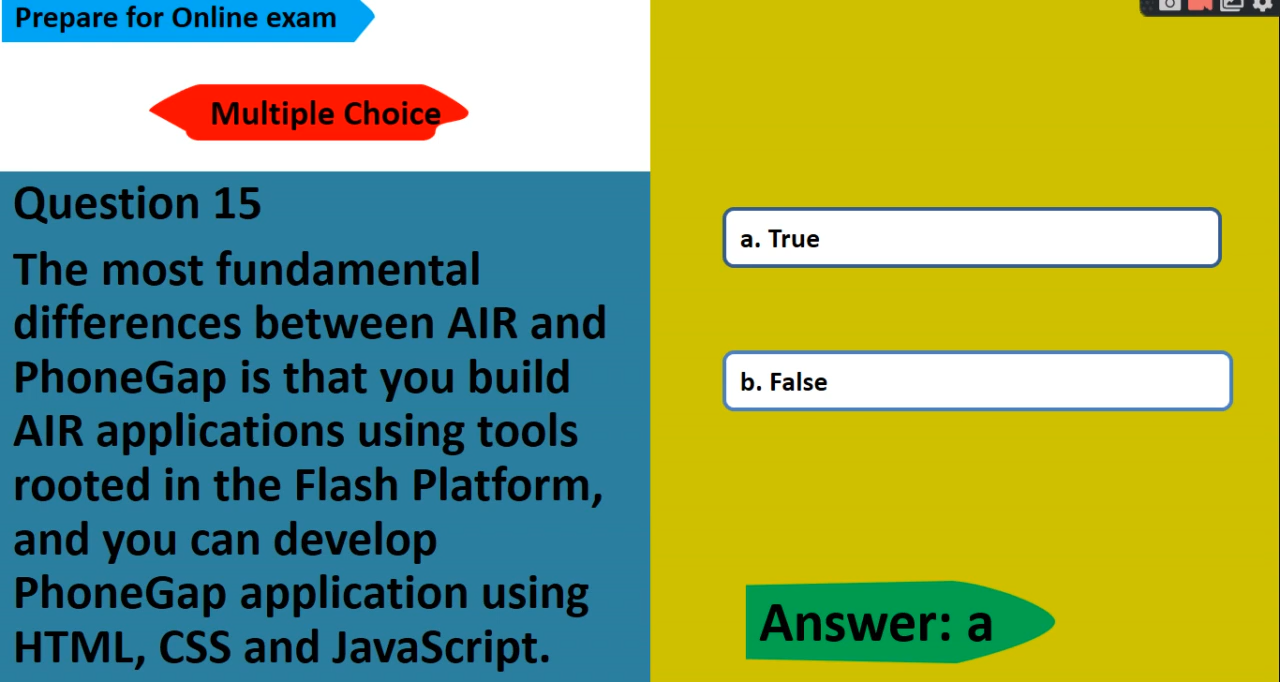 Prepare for Online exam
Multiple Choice
Question 15
The most fundamental
differences between AIR and
PhoneGap is that you build
AIR applications using tools
rooted in the Flash Platform,
and you can develop
PhoneGap application using
HTML, CSS and JavaScript.
a. True
b. False
Answer: a